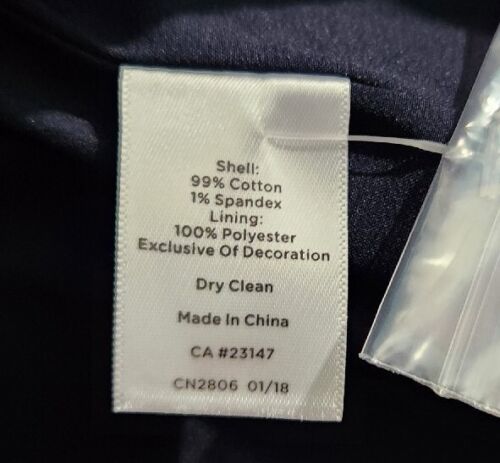 Shell:
99% Cotton
1% Spandex
Lining:
100% Polyester
Exclusive Of Decoration
Dry Clean
Made In China
CA #23147
CN2806 01/18